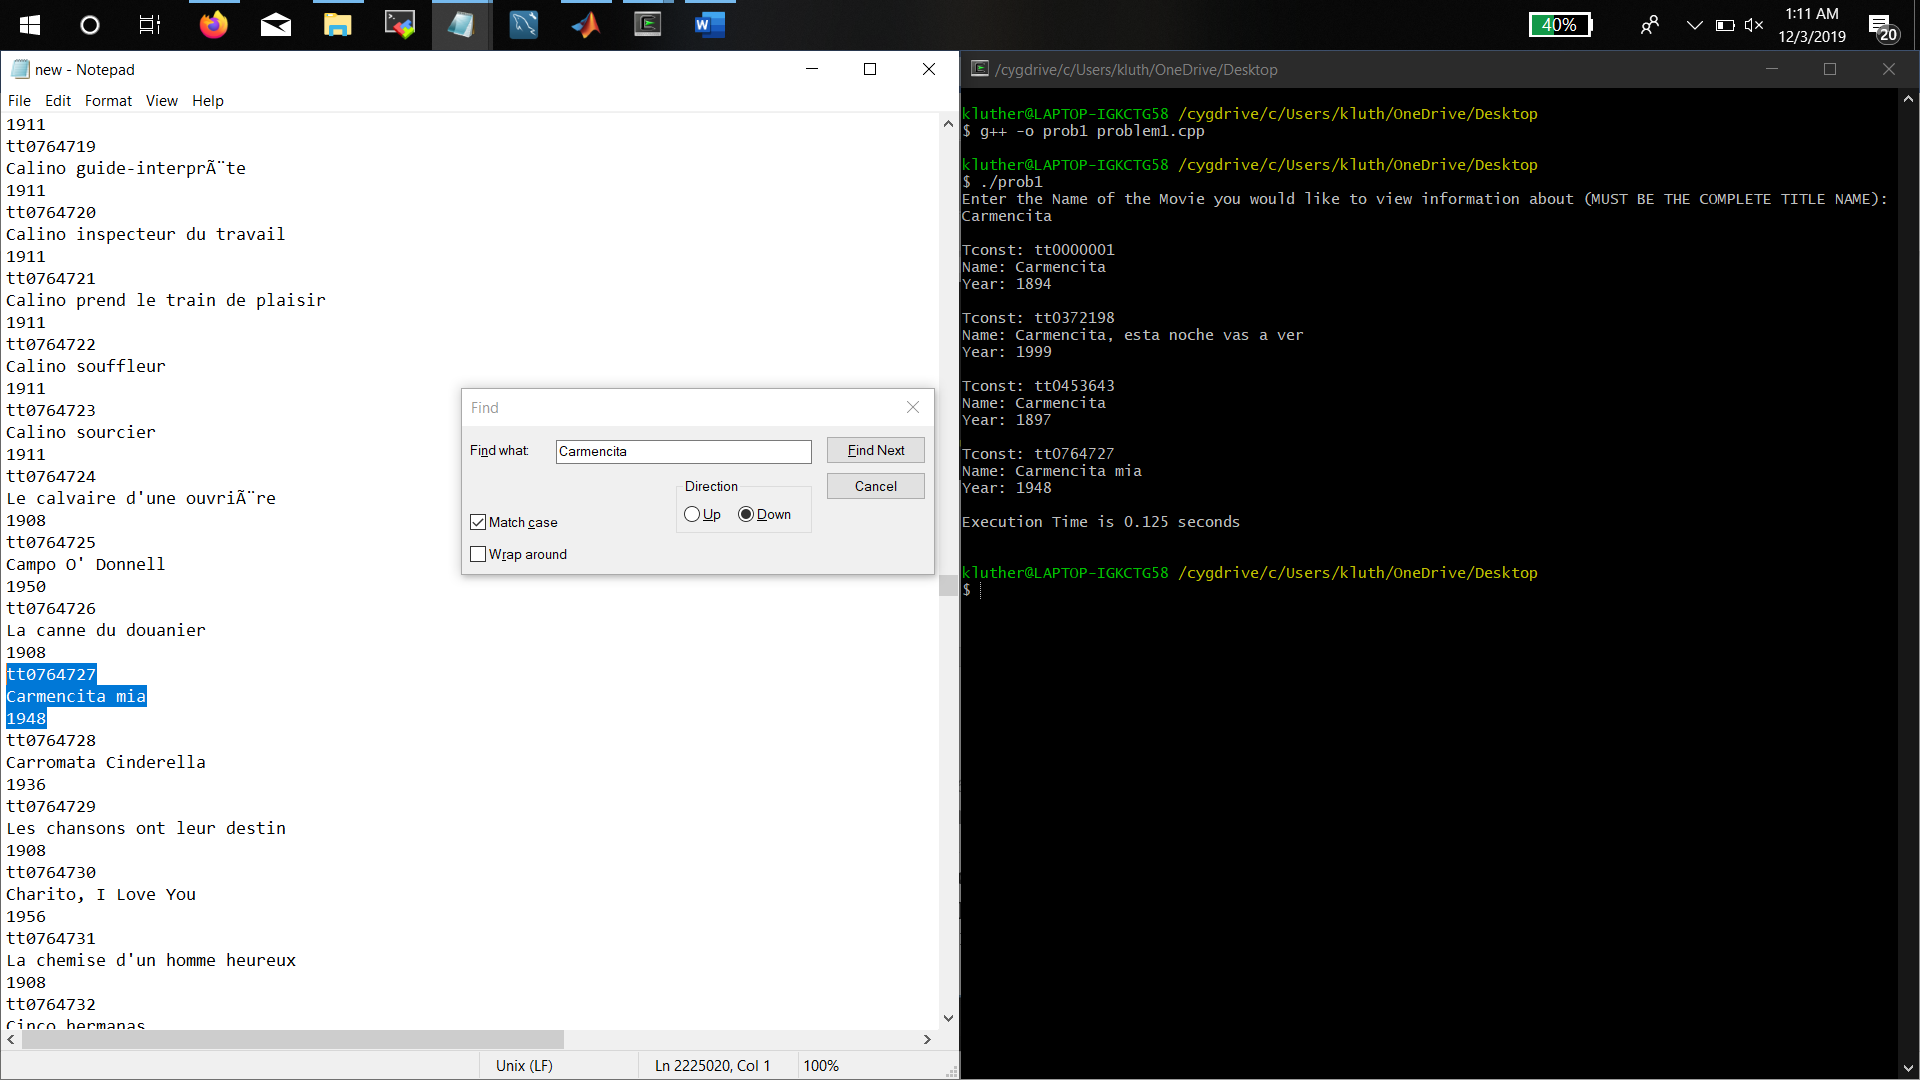 40%
1:11 AM
12/3/2019
20
new - Notepad
File Edit Format View Help
1911
tt0764719
Calino guide-interprÃ¨te
1911
tt0764720
Calino inspecteur du travail
1911
tt0764721
Calino prend le train de plaisir
1911
tt0764722
Calino souffleur
1911
tt0764723
Calino sourcier
1911
tt0764724
Le calvaire d'une ouvriÃ¨re
1908
tt0764725
Campo O' Donnell
1950
tt0764726
La canne du douanier
1908
tt0764727
Carmencita mia
1948
tt0764728
Carromata Cinderella
1936
tt0764729
Les chansons ont leur destin
1908
tt0764730
Charito, I Love You
1956
tt0764731
La chemise d'un homme heureux
1908
tt0764732
Cinco hermanas
Unix (LF) Ln 2225020, Col 1 100%
Find
Find what: Carmencita Find Next
Direction Cancel
Up Down
Match case
Wrap around
/cygdrive/c/Users/kluth/OneDrive/Desktop
kluther@LAPTOP-IGKCTG58 /cygdrive/c/Users/kluth/OneDrive/Desktop
$ g++ -o prob1 problem1.cpp
kluther@LAPTOP-IGKCTG58 /cygdrive/c/Users/kluth/OneDrive/Desktop
$ ./prob1
Enter the Name of the Movie you would like to view information about (MUST BE THE COMPLETE TITLE NAME):
Carmencita
Tconst: tt0000001
Name: Carmencita
Year: 1894
Tconst: tt0372198
Name: Carmencita, esta noche vas a ver
Year: 1999
Tconst: tt0453643
Name: Carmencita
Year: 1897
Tconst: tt0764727
Name: Carmencita mia
Year: 1948
Execution Time is 0.125 seconds
kluther@LAPTOP-IGKCTG58 /cygdrive/c/Users/kluth/OneDrive/Desktop
$